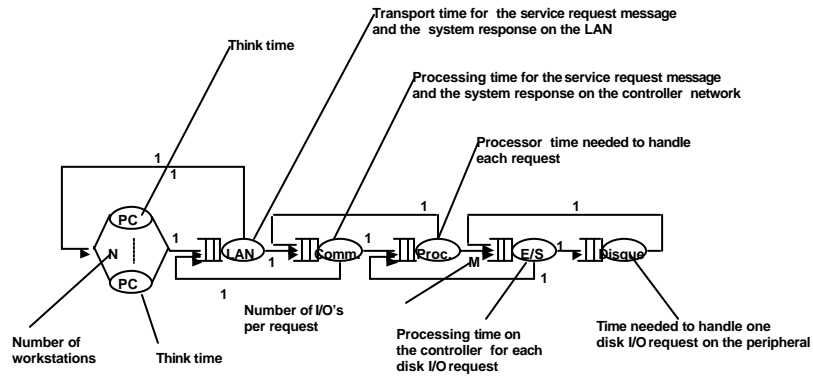 Transport time for the service request message
and the system response on the LAN
Think time
Processing time for the service request message
and the system response on the controller network
Processor time needed to handle
each request
1
1
1
1
PC
N
PC
1
LAN
1
Comm.
1
Proc.
M
E/S
1
Disque
1
1
Number of I/O's
per request
Number of
workstations
Think time
Processing time on
the controller for each
disk I/O request
Time needed to handle one
disk I/O request on the peripheral